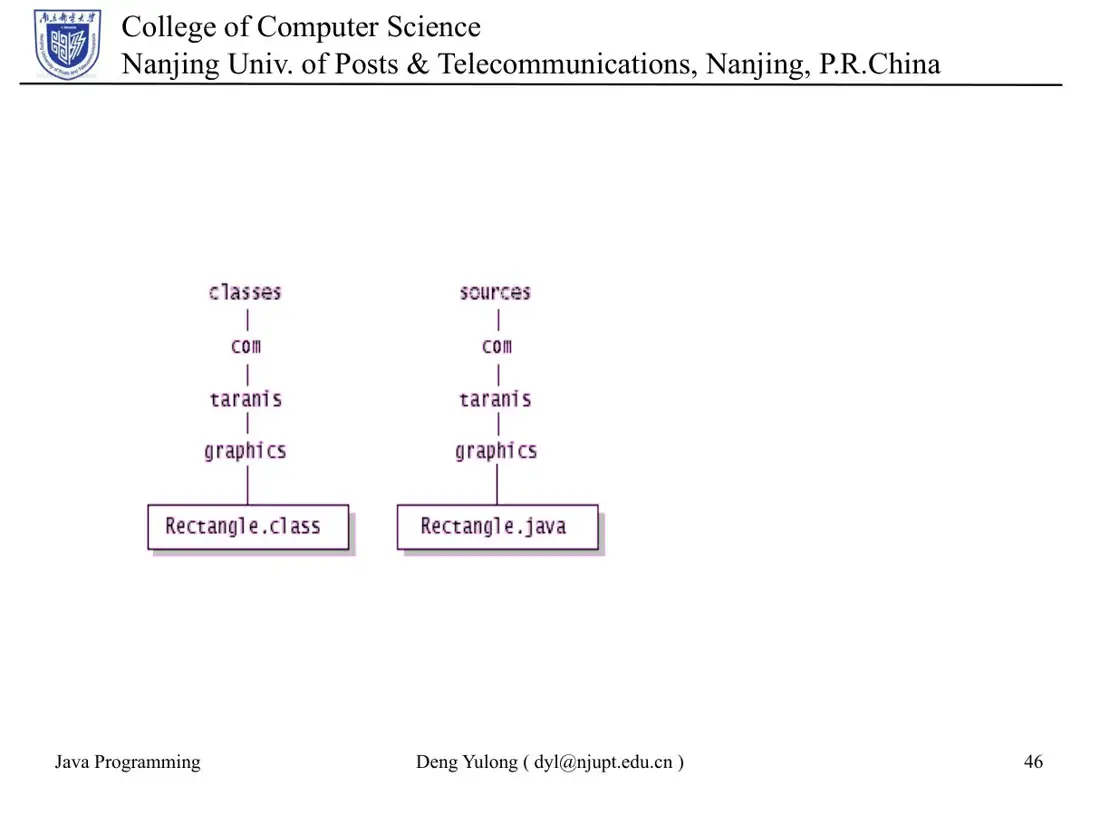 College of Computer Science
Nanjing Univ. of Posts & Telecommunications, Nanjing, P.R.China
classes
com
taranis
graphics
Rectangle.class
sources
com
taranis
graphics
Rectangle.java
Java Programming
Deng Yulong ( dyl@njupt.edu.cn )
46